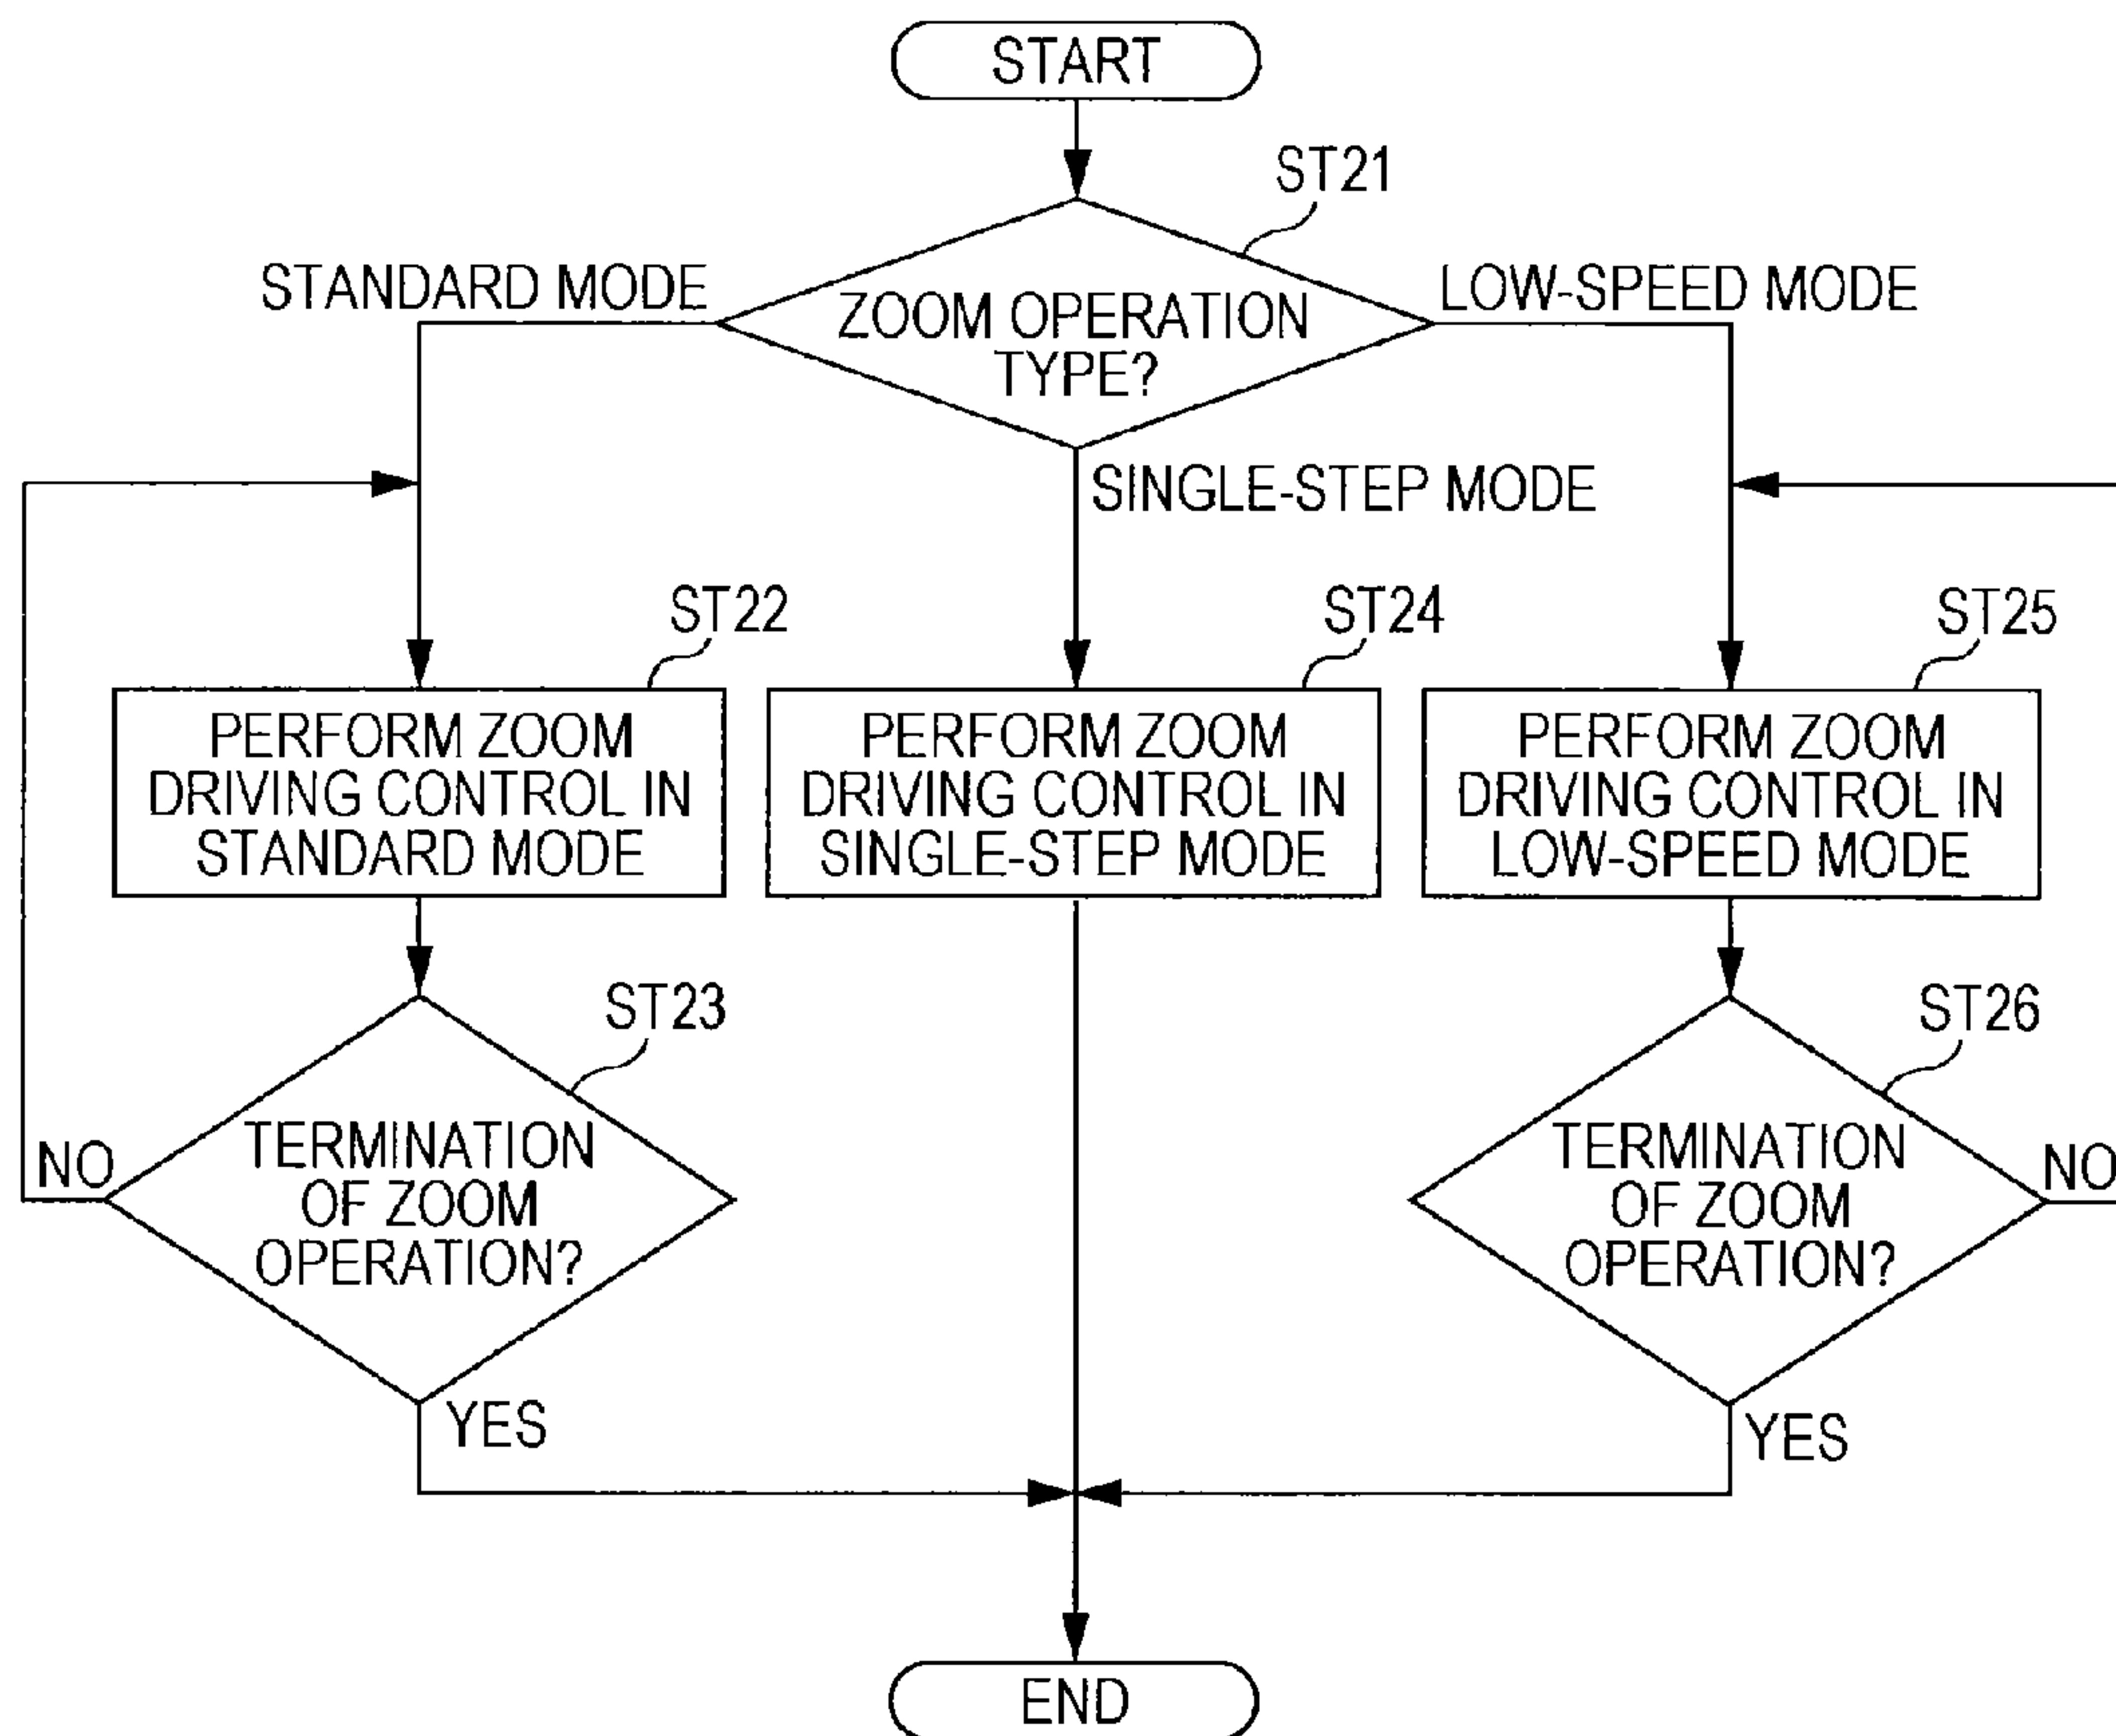 START
ST21
STANDARD MODE
LOW-SPEED MODE
ZOOM OPERATION
TYPE?
SINGLE-STEP MODE
ST22
ST24
ST25
PERFORM ZOOM
DRIVING CONTROL IN
STANDARD MODE
PERFORM ZOOM
DRIVING CONTROL IN
SINGLE-STEP MODE
PERFORM ZOOM
DRIVING CONTROL IN
LOW-SPEED MODE
ST23
ST26
NO
TERMINATION
OF ZOOM
OPERATION?
TERMINATION
OF ZOOM
OPERATION?
NO
YES
YES
END